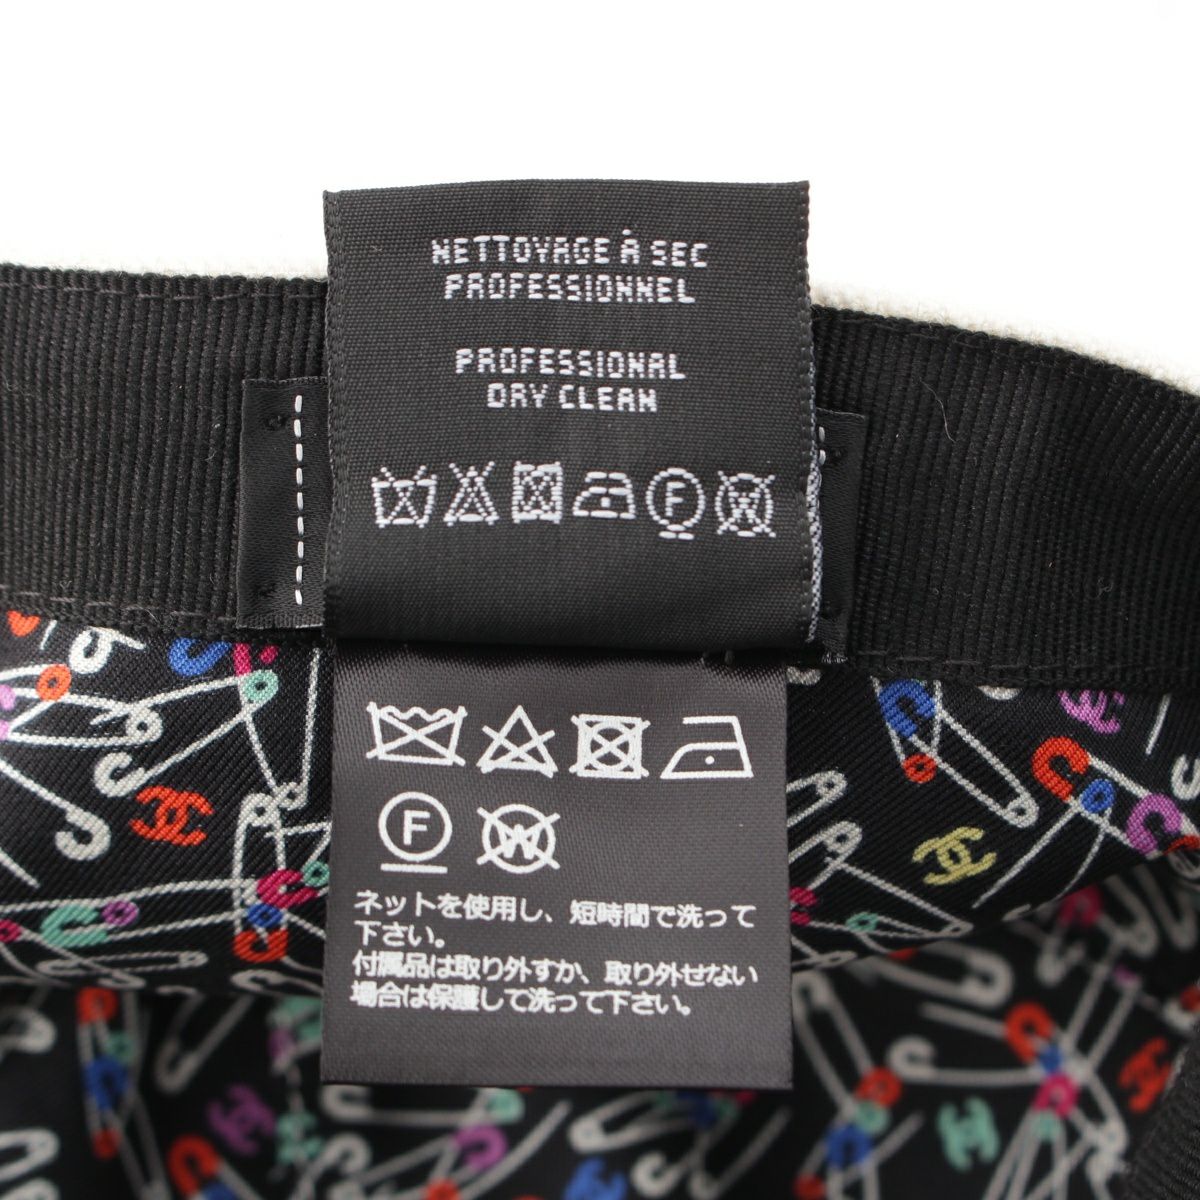 NETTOYAGE À SEC
PROFESSIONNEL
PROFESSIONAL
DRY CLEAN
F W
F W
ネットを使用し、短時間で洗って
下さい。
付属品は取り外すか、取り外せない
場合は保護して洗って下さい。